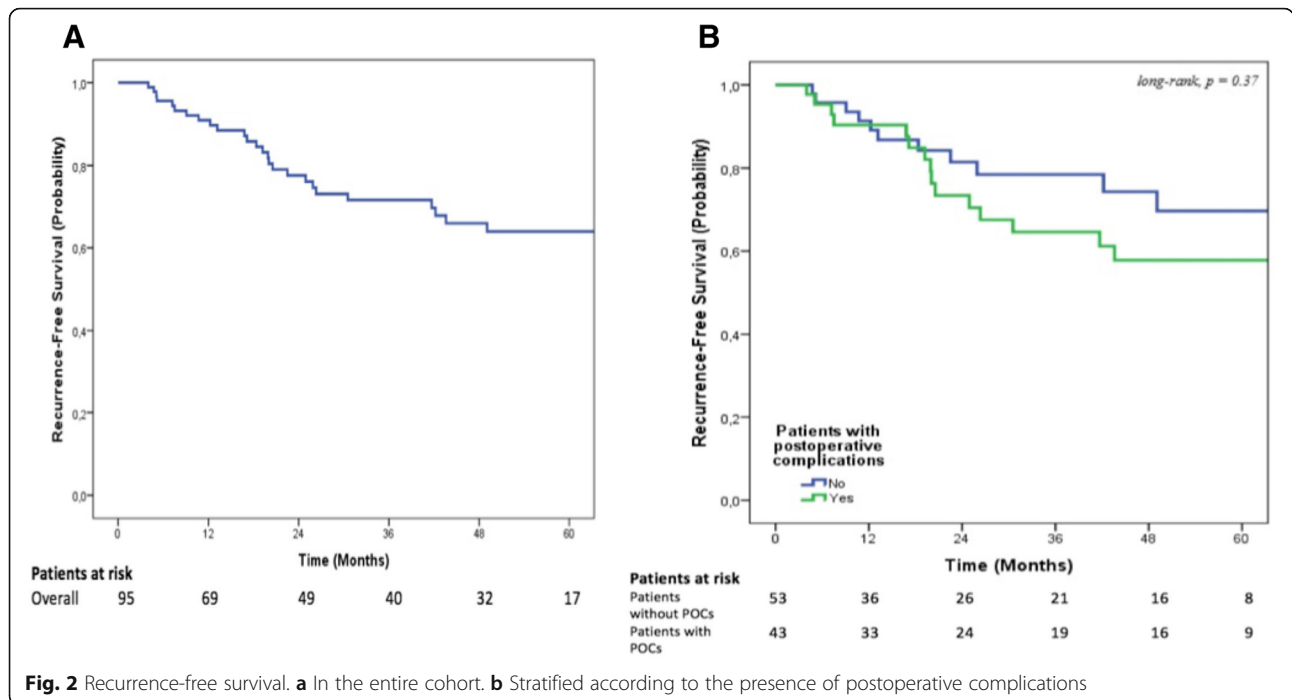 A
Recurrence-Free Survival (Probability)
1,0
0,8
0,6
0,4
0,2
0,0
0 12 24 36 48 60
Time (Months)
Patients at risk
Overall 95 69 49 40 32 17
B
long-rank, p = 0.37
Recurrence-Free Survival (Probability)
1,0
0,8
0,6
0,4
0,2
0,0
Patients with
postoperative
complications
No
Yes
0 12 24 36 48 60
Time (Months)
Patients at risk
Patients
without POCs 53 36 26 21 16 8
Patients with
POCs 43 33 24 19 16 9
Fig. 2 Recurrence-free survival. a In the entire cohort. b Stratified according to the presence of postoperative complications